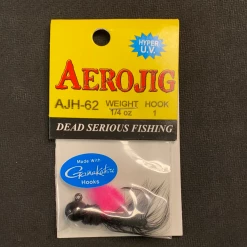 HYPER
U.V.
AEROJIG
AJH-62 WEIGHT HOOK
1/4 oz 1
DEAD SERIOUS FISHING
Made With
Gamakatsu
Hooks